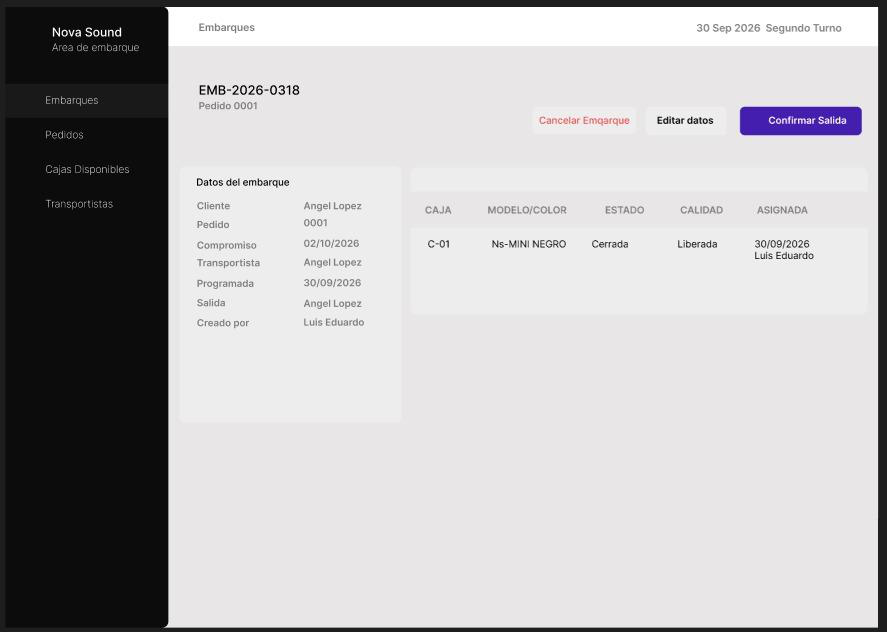 Nova Sound
Area de embarque
Embarques
Pedidos
Cajas Disponibles
Transportistas
Embarques
30 Sep 2026 Segundo Turno
EMB-2026-0318
Pedido 0001
Cancelar Emqarque
Editar datos
Confirmar Salida
Datos del embarque
Cliente Angel Lopez
Pedido 0001
Compromiso 02/10/2026
Transportista Angel Lopez
Programada 30/09/2026
Salida Angel Lopez
Creado por Luis Eduardo
CAJA MODELO/COLOR ESTADO CALIDAD ASIGNADA
C-01 Ns-MINI NEGRO Cerrada Liberada 30/09/2026
Luis Eduardo